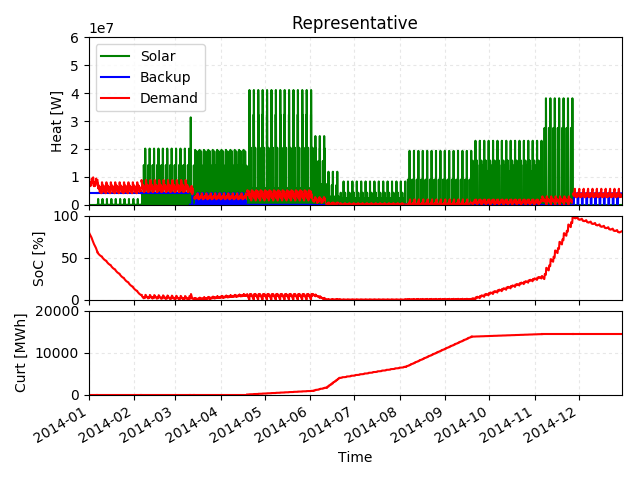 Representative
1e7
6
5
4
3
2
1
0
Heat [W]
Solar
Backup
Demand
100
50
0
SoC [%]
20000
10000
0
Curt [MWh]
2014-01
2014-02
2014-03
2014-04
2014-05
2014-06
2014-07
2014-08
2014-09
2014-10
2014-11
2014-12
Time